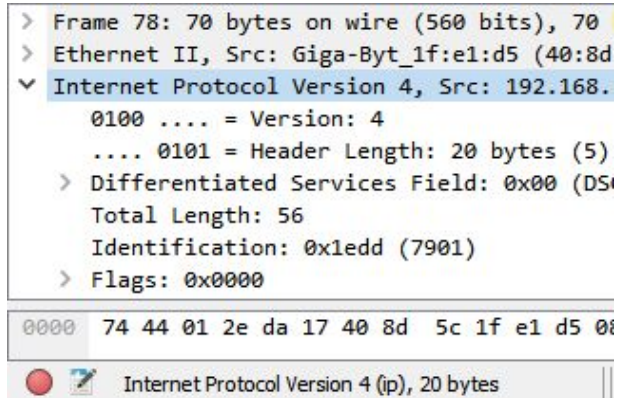 Frame 78: 70 bytes on wire (560 bits), 70
Ethernet II, Src: Giga-Byt_1f:e1:d5 (40:8d
Internet Protocol Version 4, Src: 192.168.
0100 .... = Version: 4
.... 0101 = Header Length: 20 bytes (5)
Differentiated Services Field: 0x00 (DS
Total Length: 56
Identification: 0x1edd (7901)
Flags: 0x0000
0000 74 44 01 2e da 17 40 8d 5c 1f e1 d5 08
Internet Protocol Version 4 (ip), 20 bytes